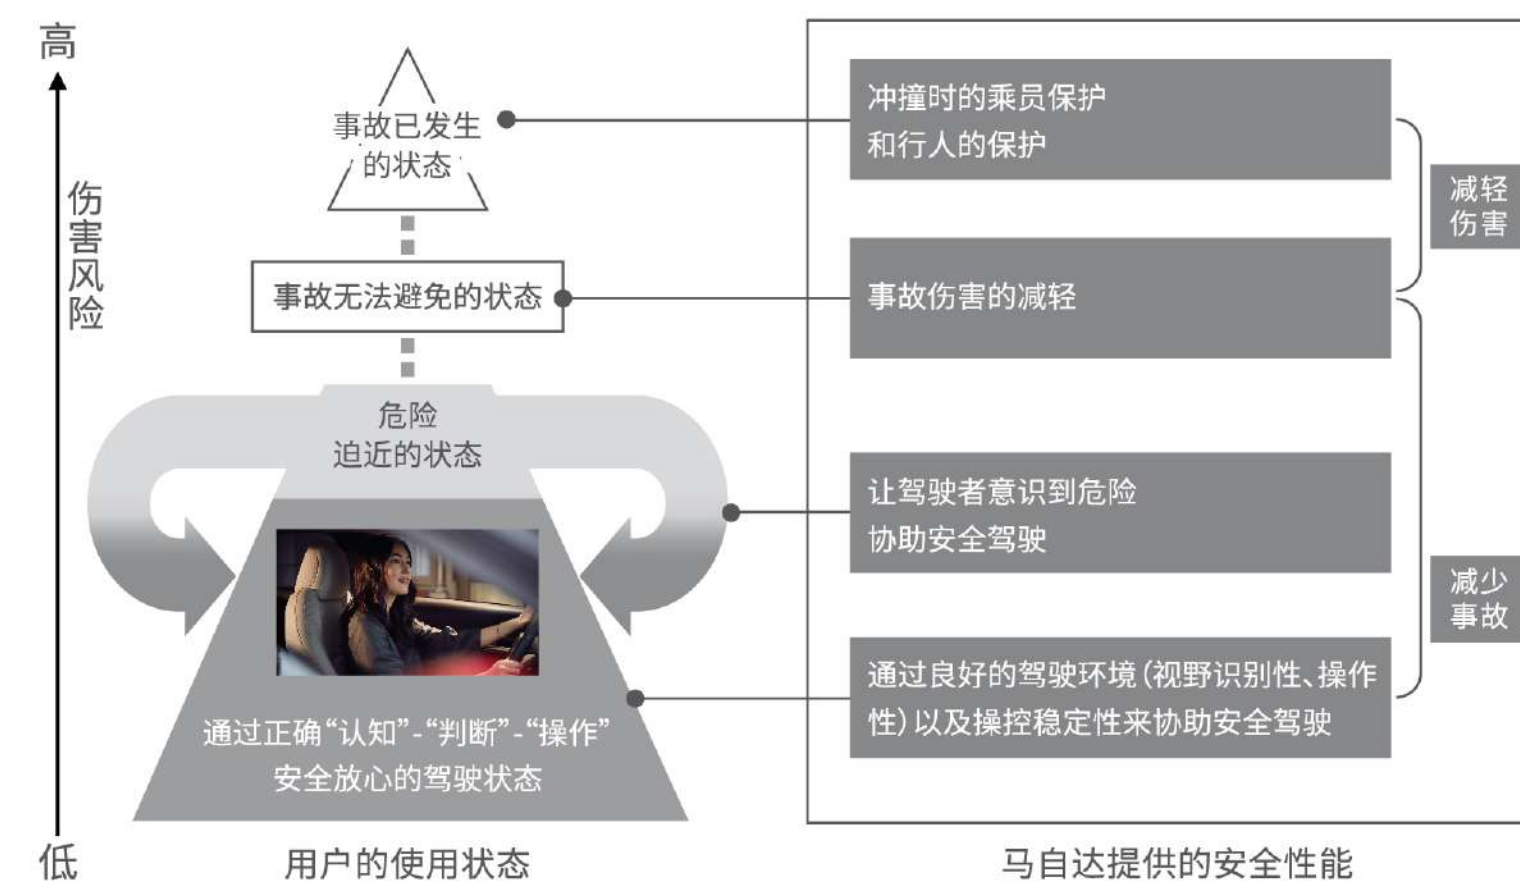 高
伤害风险
低
事故已发生
的状态
事故无法避免的状态
危险
迫近的状态
通过正确“认知”-“判断”-“操作”
安全放心的驾驶状态
用户的使用状态
冲撞时的乘员保护
和行人的保护
事故伤害的减轻
让驾驶者意识到危险
协助安全驾驶
通过良好的驾驶环境(视野识别性、操作
性)以及操控稳定性来协助安全驾驶
减轻
伤害
减少
事故
马自达提供的安全性能